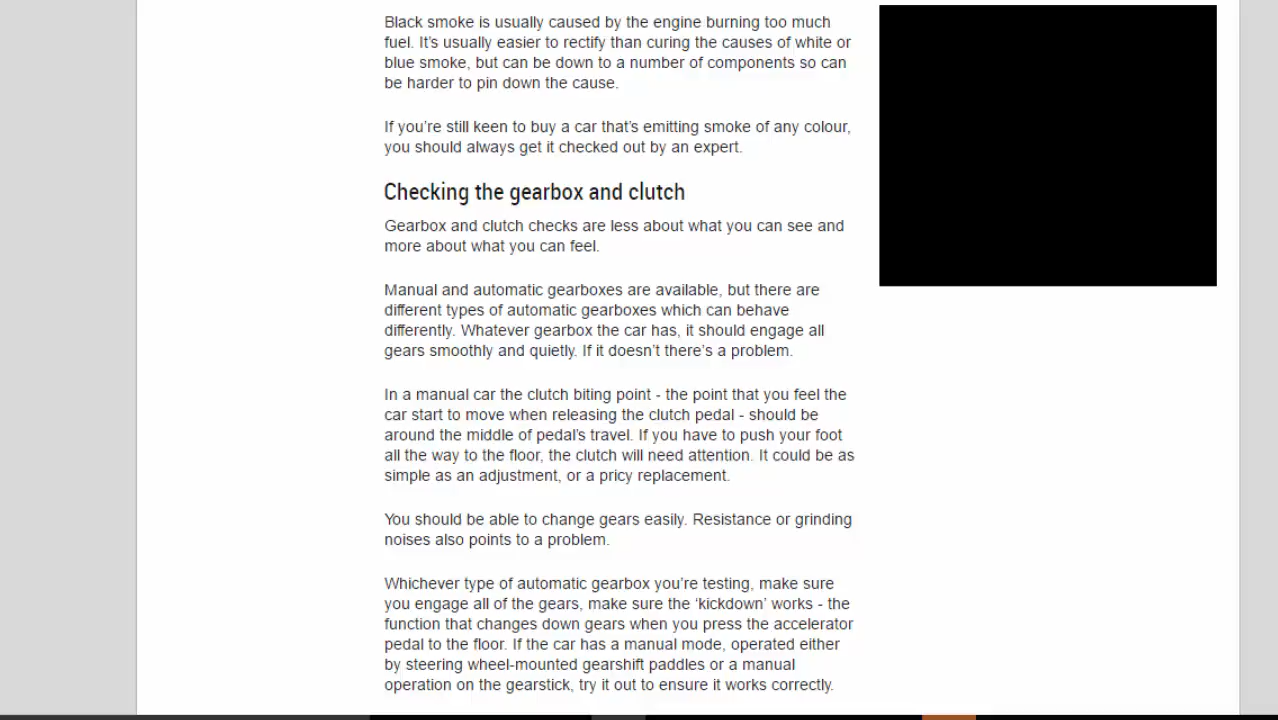 Black smoke is usually caused by the engine burning too much
fuel. It’s usually easier to rectify than curing the causes of white or
blue smoke, but can be down to a number of components so can
be harder to pin down the cause.
If you’re still keen to buy a car that’s emitting smoke of any colour,
you should always get it checked out by an expert.
Checking the gearbox and clutch
Gearbox and clutch checks are less about what you can see and
more about what you can feel.
Manual and automatic gearboxes are available, but there are
different types of automatic gearboxes which can behave
differently. Whatever gearbox the car has, it should engage all
gears smoothly and quietly. If it doesn’t there’s a problem.
In a manual car the clutch biting point - the point that you feel the
car start to move when releasing the clutch pedal - should be
around the middle of pedal’s travel. If you have to push your foot
all the way to the floor, the clutch will need attention. It could be as
simple as an adjustment, or a pricy replacement.
You should be able to change gears easily. Resistance or grinding
noises also points to a problem.
Whichever type of automatic gearbox you’re testing, make sure
you engage all of the gears, make sure the ‘kickdown’ works - the
function that changes down gears when you press the accelerator
pedal to the floor. If the car has a manual mode, operated either
by steering wheel-mounted gearshift paddles or a manual
operation on the gearstick, try it out to ensure it works correctly.